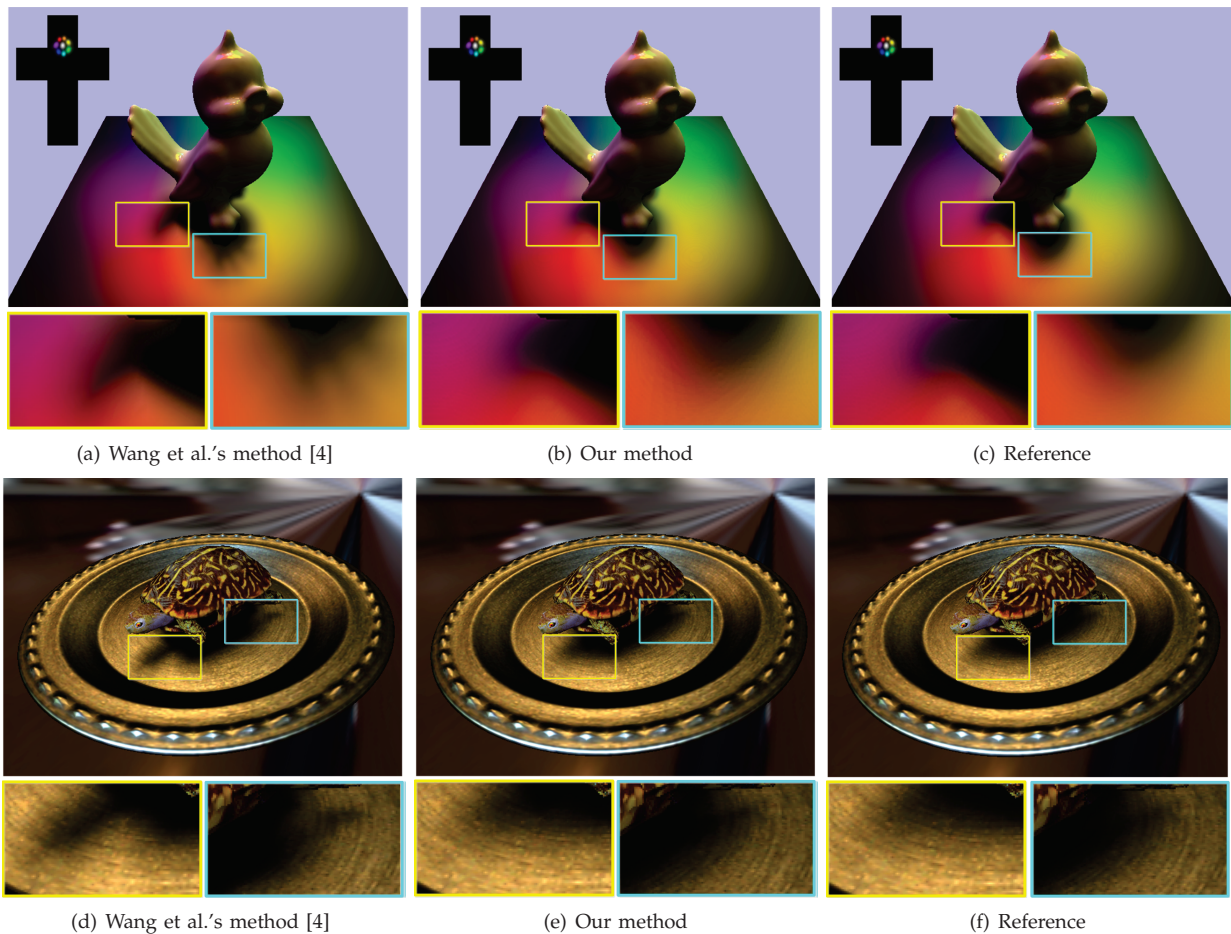 (a) Wang et al.'s method [4]
(b) Our method
(c) Reference
(d) Wang et al.'s method [4]
(e) Our method
(f) Reference